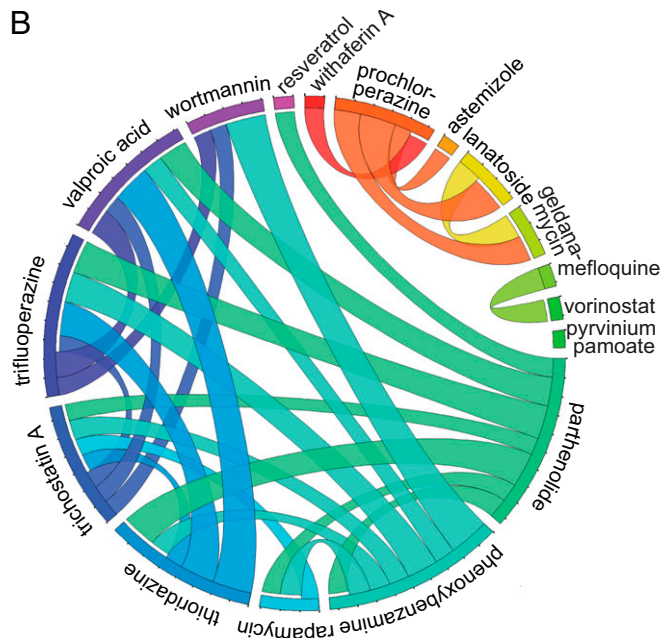 B
resveratrol
withaferin A
prochlor-
perazine
astemizole
lanatoside
geldana-
mycin
mefloquine
vorinostat
pyrvinium
pamoate
parthenolide
phenoxybenzamine
rapamycin
thioridazine
trichostatin A
trifluoperazine
valproic acid
wortmannin